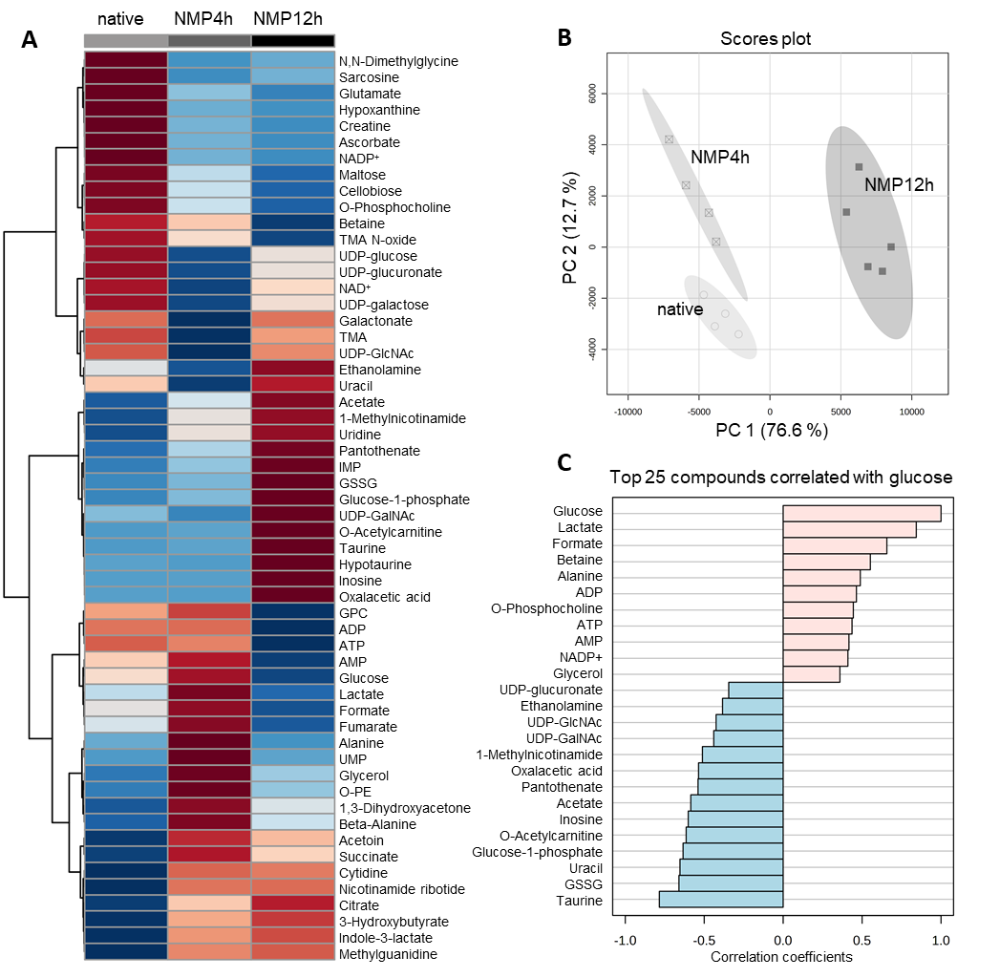 A
native NMP4h NMP12h
N,N-Dimethylglycine
Sarcosine
Glutamate
Hypoxanthine
Creatine
Ascorbate
NADP⁺
Maltose
Cellobiose
O-Phosphocholine
Betaine
TMA N-oxide
UDP-glucose
UDP-glucuronate
NAD⁺
UDP-galactose
Galactonate
TMA
UDP-GlcNAc
Ethanolamine
Uracil
Acetate
1-Methylnicotinamide
Uridine
Pantothenate
IMP
GSSG
Glucose-1-phosphate
UDP-GalNAc
O-Acetylcarnitine
Taurine
Hypotaurine
Inosine
Oxalacetic acid
GPC
ADP
ATP
AMP
Glucose
Lactate
Formate
Fumarate
Alanine
UMP
Glycerol
O-PE
1,3-Dihydroxyacetone
Beta-Alanine
Acetoin
Succinate
Cytidine
Nicotinamide ribotide
Citrate
3-Hydroxybutyrate
Indole-3-lactate
Methylguanidine
B
Scores plot
PC 2 (12.7 %)
6000
4000
2000
0
-2000
-4000
NMP4h
NMP12h
native
-10000 -5000 0 5000 10000
PC 1 (76.6 %)
C
Top 25 compounds correlated with glucose
Glucose
Lactate
Formate
Betaine
Alanine
ADP
O-Phosphocholine
ATP
AMP
NADP+
Glycerol
UDP-glucuronate
Ethanolamine
UDP-GlcNAc
UDP-GalNAc
1-Methylnicotinamide
Oxalacetic acid
Pantothenate
Acetate
Inosine
O-Acetylcarnitine
Glucose-1-phosphate
Uracil
GSSG
Taurine
-1.0 -0.5 0.0 0.5 1.0
Correlation coefficients